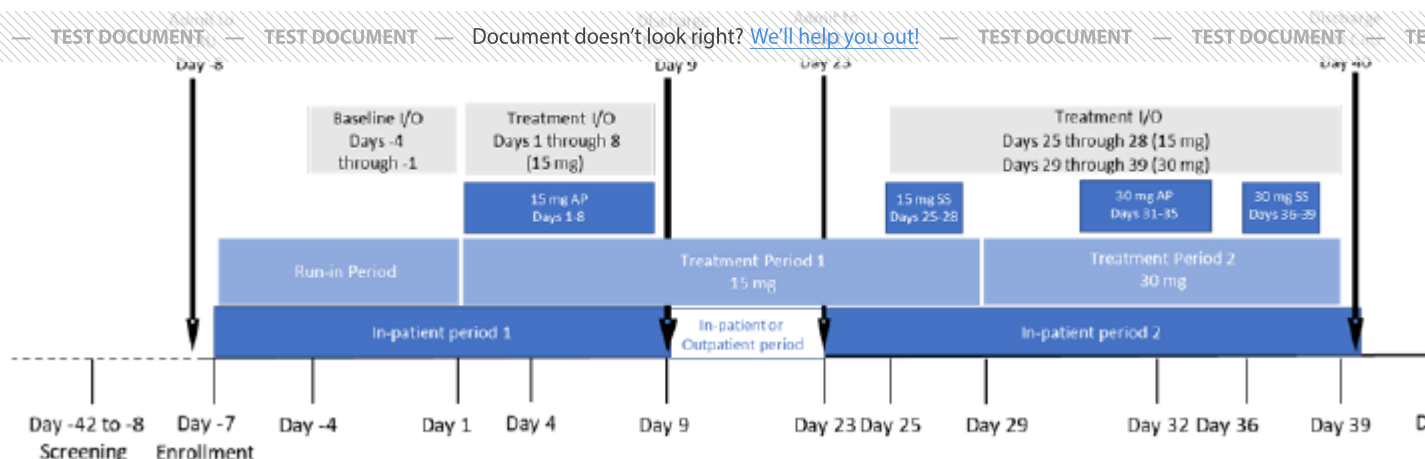 Admit to
Discharge
Admit to
Discharge
— TEST DOCUMENT — TEST DOCUMENT — Document doesn't look right? We'll help you out! — TEST DOCUMENT — TEST DOCUMENT —
Day -8
Day 9
Day 23
Day 40
Baseline I/O
Days -4
through -1
Treatment I/O
Days 1 through 8
(15 mg)
Treatment I/O
Days 25 through 28 (15 mg)
Days 29 through 39 (30 mg)
15 mg AP
Days 1-8
15 mg SS
Days 25-28
30 mg AP
Days 31-35
30 mg SS
Days 36-39
Run-in Period
Treatment Period 1
15 mg
Treatment Period 2
30 mg
In-patient period 1
In-patient or
Outpatient period
In-patient period 2
Day -42 to -8
Screening
Day -7
Enrollment
Day -4
Day 1
Day 4
Day 9
Day 23
Day 25
Day 29
Day 32
Day 36
Day 39